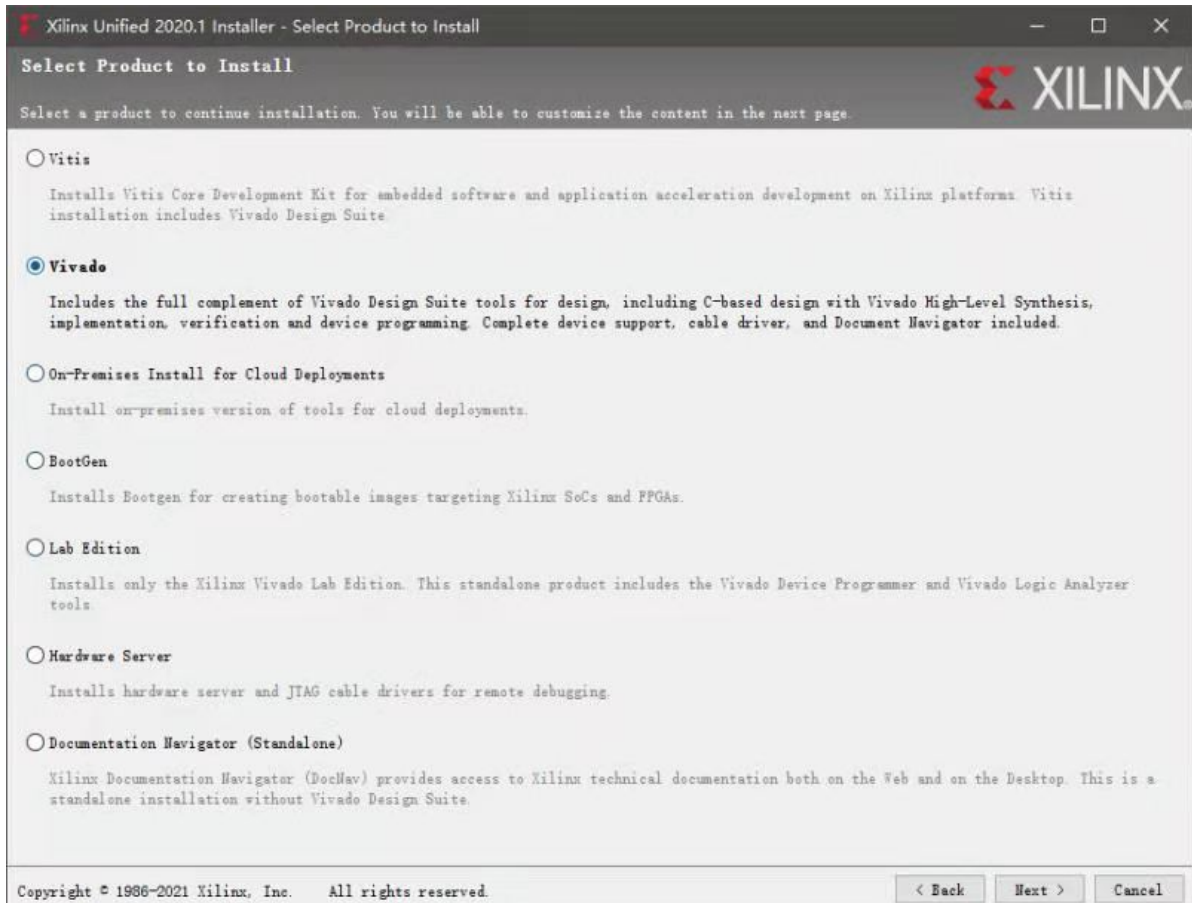 Xilinx Unified 2020.1 Installer - Select Product to Install
Select Product to Install
XILINX
Select a product to continue installation. You will be able to customize the content in the next page.
Vitis
Installs Vitis Core Development Kit for embedded software and application acceleration development on Xilinx platforms. Vitis
installation includes Vivado Design Suite.
Vivado
Includes the full complement of Vivado Design Suite tools for design, including C-based design with Vivado High-Level Synthesis,
implementation, verification and device programming. Complete device support, cable driver, and Document Navigator included.
On-Premises Install for Cloud Deployments
Install on-premises version of tools for cloud deployments.
BootGen
Installs Bootgen for creating bootable images targeting Xilinx SoCs and FPGAs.
Lab Edition
Installs only the Xilinx Vivado Lab Edition. This standalone product includes the Vivado Device Programmer and Vivado Logic Analyzer
tools.
Hardware Server
Installs hardware server and JTAG cable drivers for remote debugging.
Documentation Navigator (Standalone)
Xilinx Documentation Navigator (DocNav) provides access to Xilinx technical documentation both on the Web and on the Desktop. This is a
standalone installation without Vivado Design Suite.
Copyright © 1986-2021 Xilinx, Inc. All rights reserved.
< Back Next > Cancel